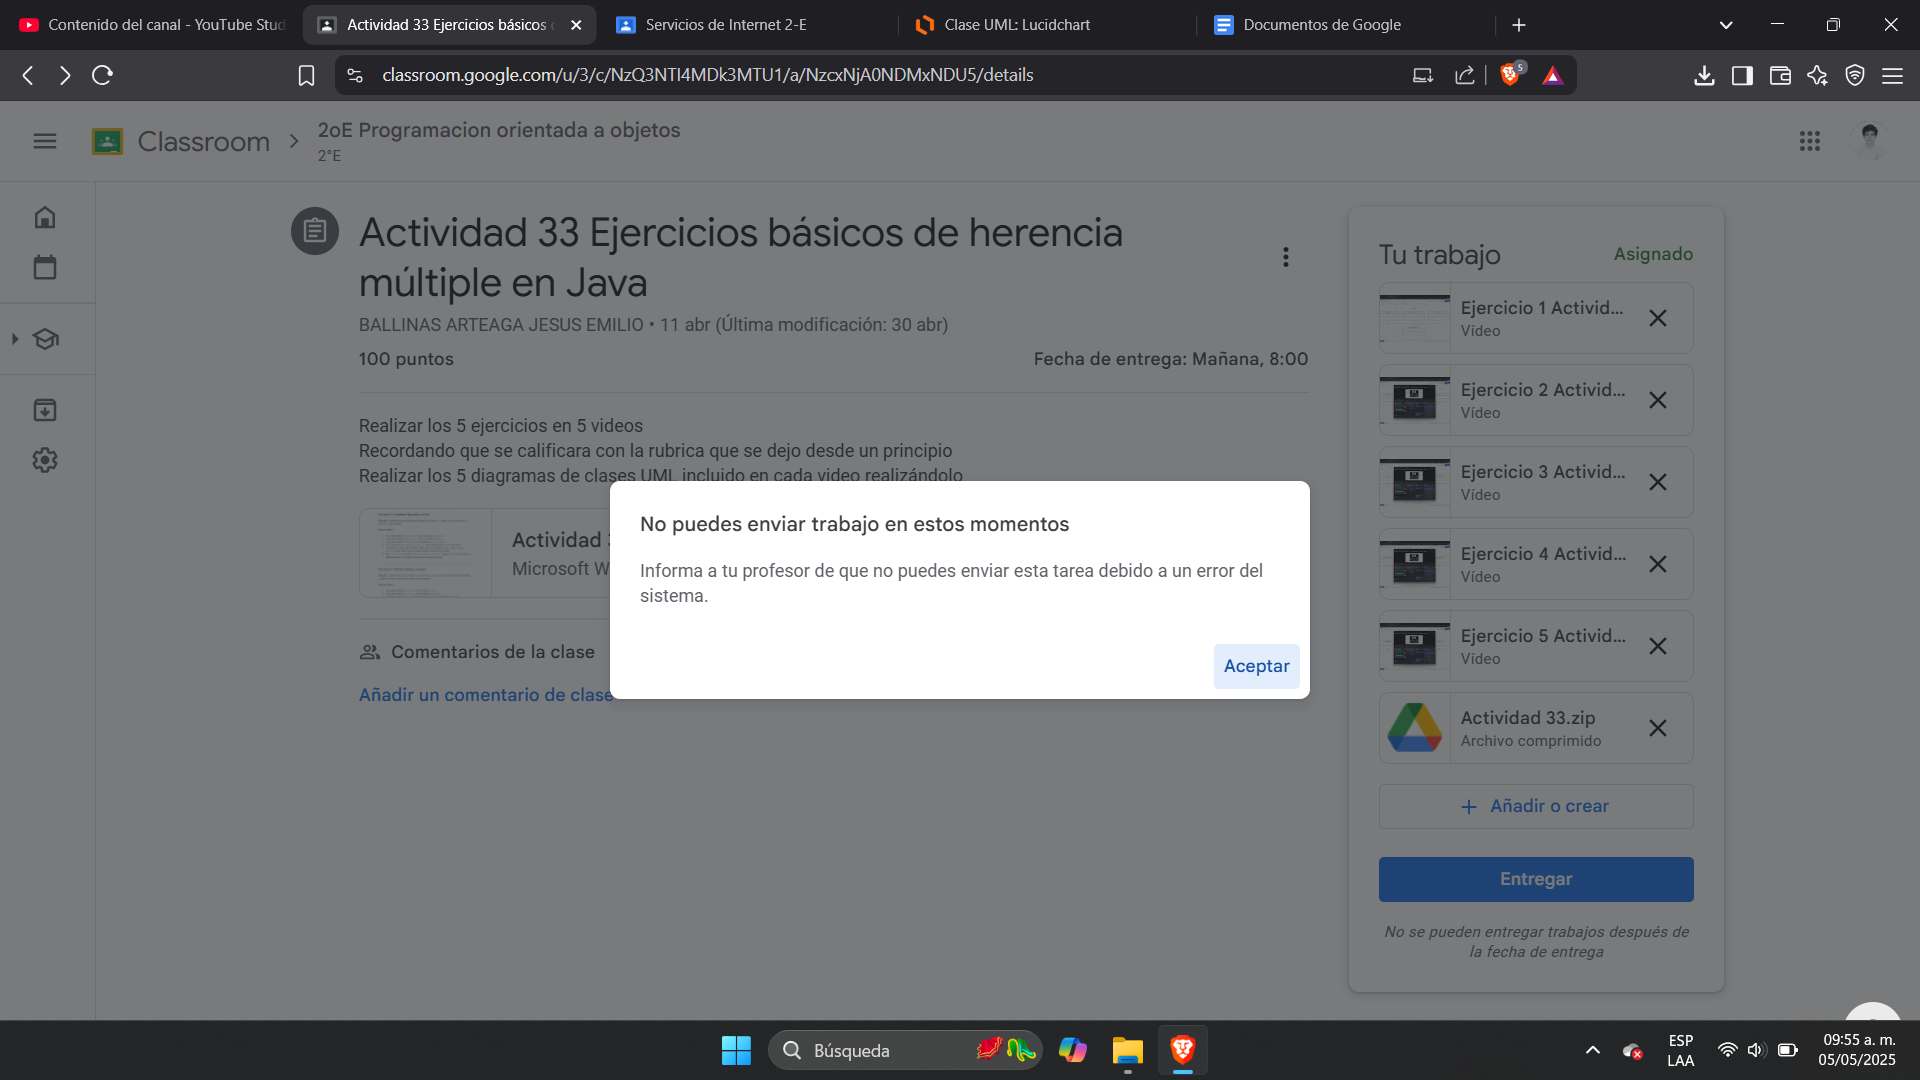 Contenido del canal - YouTube Stud
Actividad 33 Ejercicios básicos
Servicios de Internet 2-E
Clase UML: Lucidchart
Documentos de Google
classroom.google.com/u/3/c/NzQ3NTI4MDk3MTU1/a/NzcxNjA0NDMxNDU5/details
5
Classroom
2oE Programacion orientada a objetos
2°E
Actividad 33 Ejercicios básicos de herencia
múltiple en Java
BALLINAS ARTEAGA JESUS EMILIO • 11 abr (Última modificación: 30 abr)
100 puntos
Fecha de entrega: Mañana, 8:00
Realizar los 5 ejercicios en 5 videos
Recordando que se calificara con la rubrica que se dejo desde un principio
Realizar los 5 diagramas de clases UML incluido en cada video realizándolo
Actividad
Microsoft W
Comentarios de la clase
Añadir un comentario de clase
No puedes enviar trabajo en estos momentos
Informa a tu profesor de que no puedes enviar esta tarea debido a un error del
sistema.
Aceptar
Tu trabajo
Asignado
Ejercicio 1 Activid...
Vídeo
Ejercicio 2 Activid...
Vídeo
Ejercicio 3 Activid...
Vídeo
Ejercicio 4 Activid...
Vídeo
Ejercicio 5 Activid...
Vídeo
Actividad 33.zip
Archivo comprimido
Añadir o crear
Entregar
No se pueden entregar trabajos después de
la fecha de entrega
Búsqueda
ESP
LAA
09:55 a. m.
05/05/2025